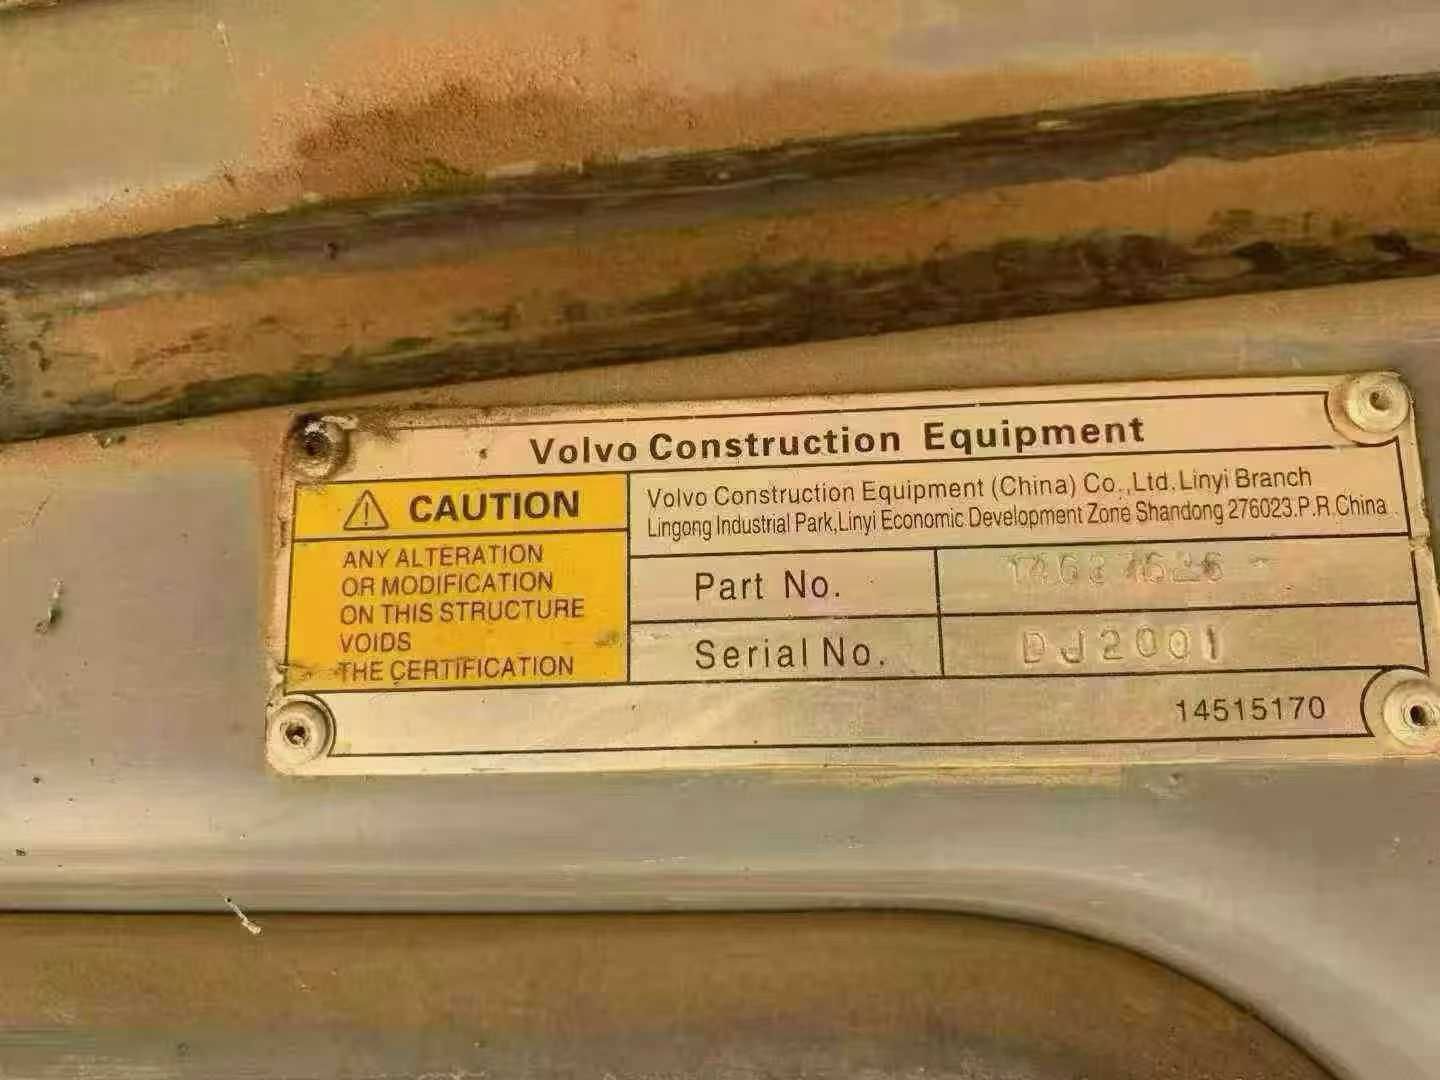 Volvo Construction Equipment
CAUTION
ANY ALTERATION
OR MODIFICATION
ON THIS STRUCTURE
VOIDS
THE CERTIFICATION
Volvo Construction Equipment (China) Co.,Ltd.Linyi Branch
Lingong Industrial Park,Linyi Economic Development Zone Shandong 276023.P.R.China
Part No.
Serial No. DJ2001
14515170